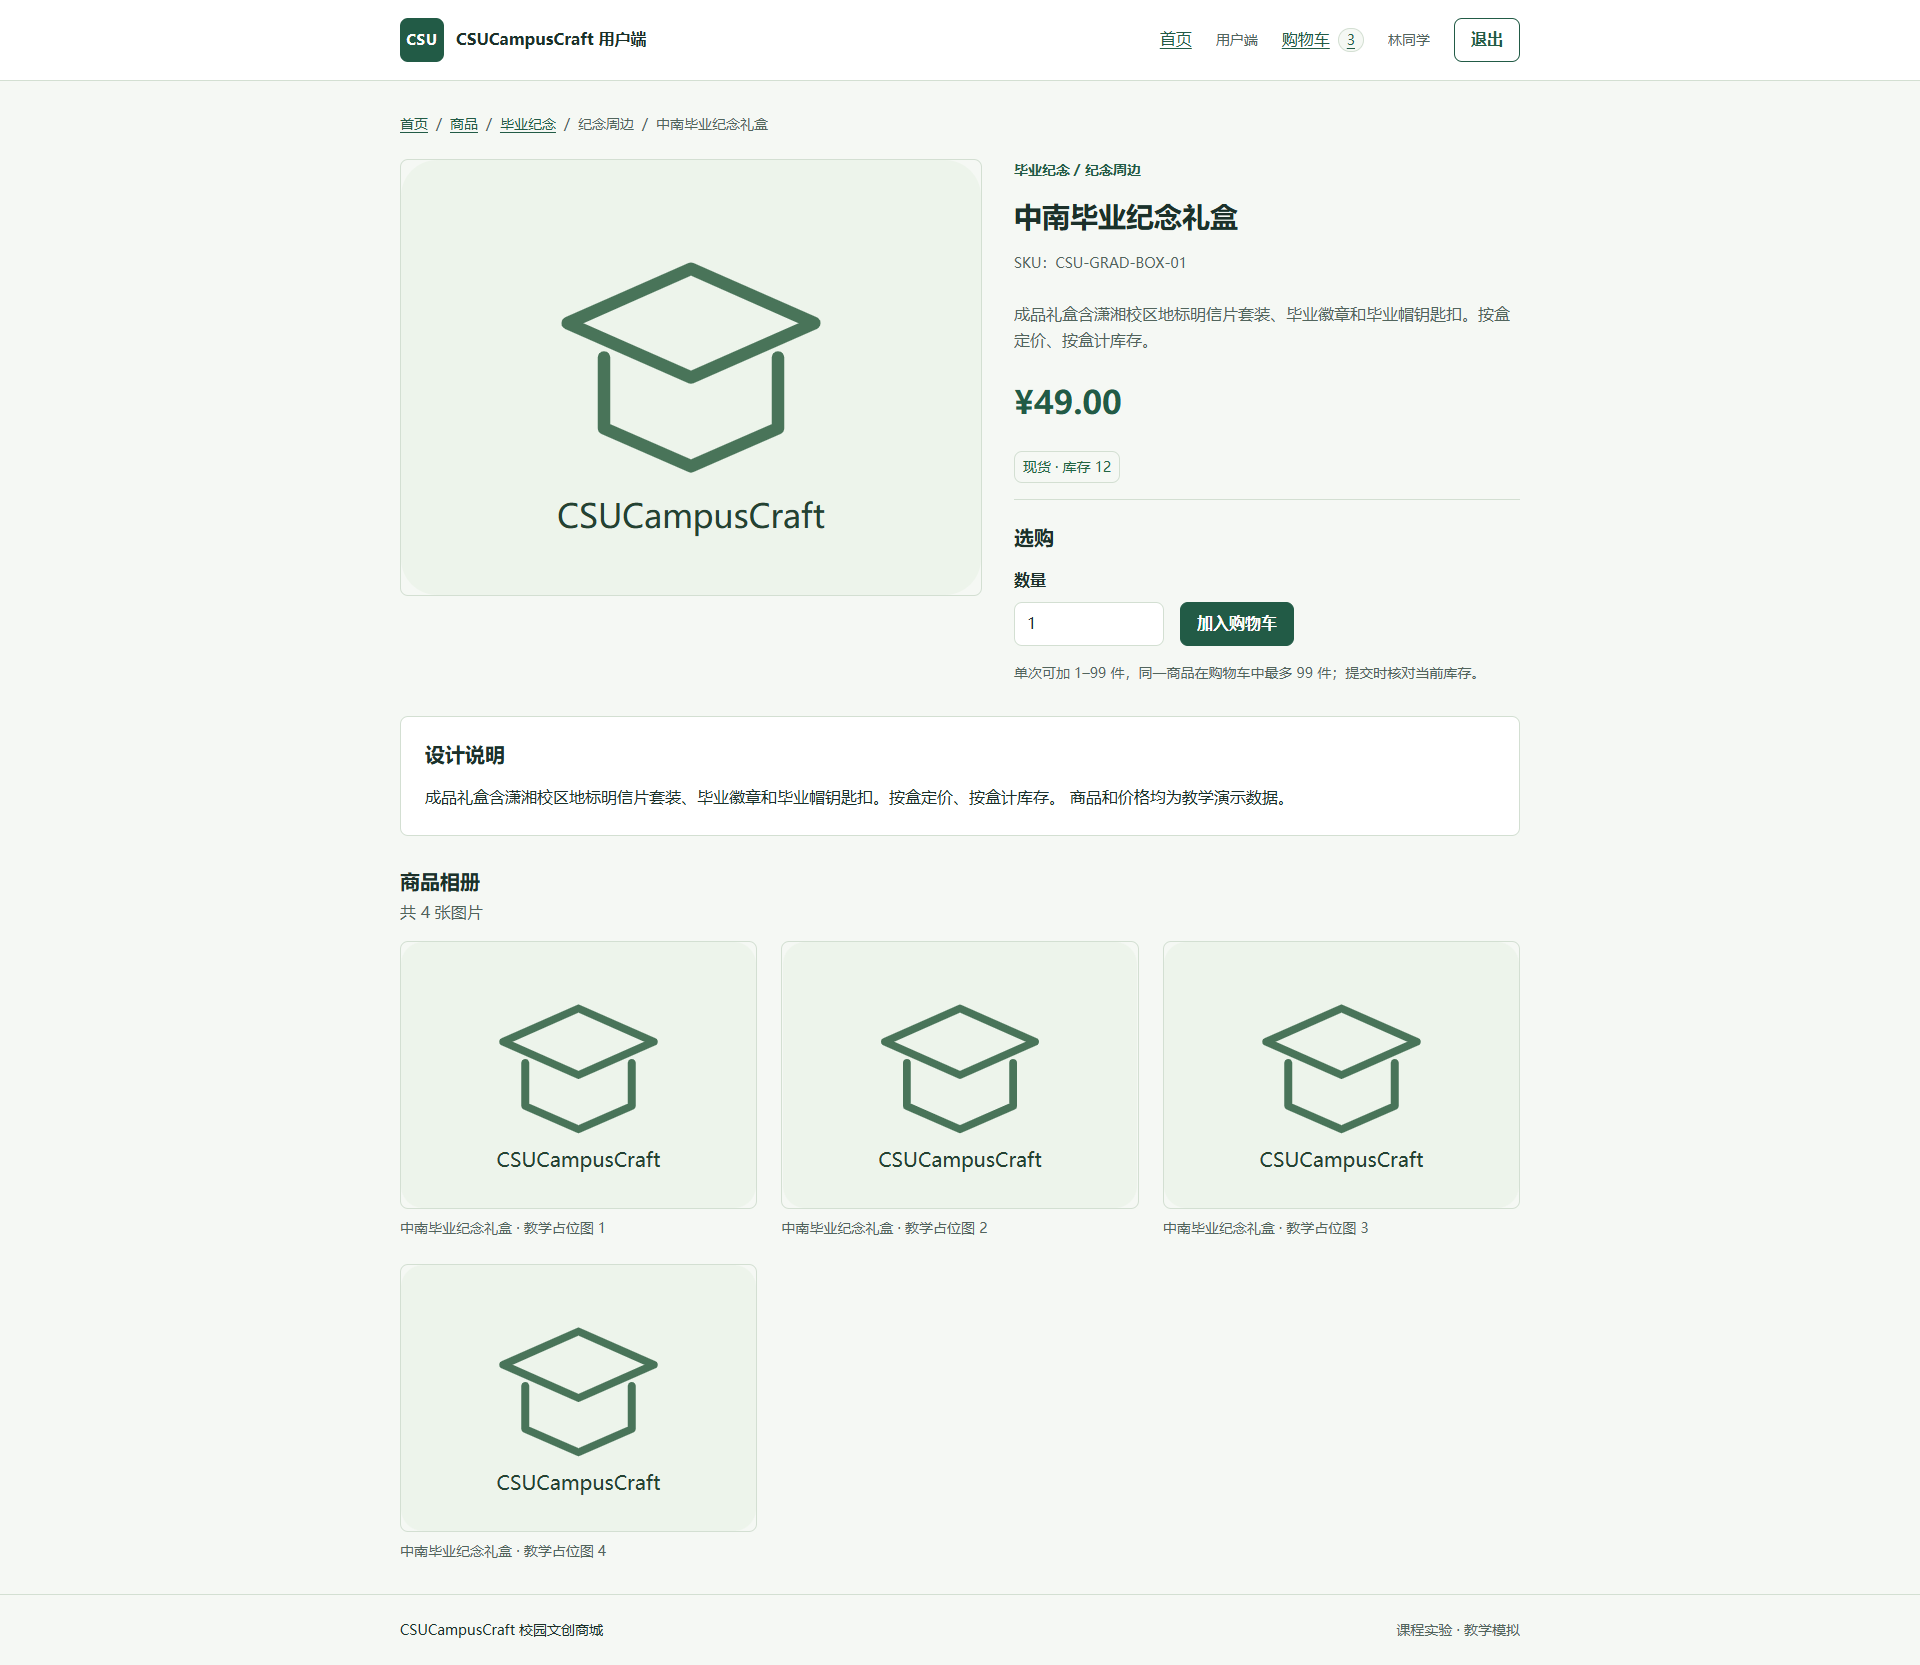 CSU
CSUCampusCraft 用户端
首页 用户端 购物车 3 林同学 退出
首页 / 商品 / 毕业纪念 / 纪念周边 / 中南毕业纪念礼盒
CSUCampusCraft
毕业纪念 / 纪念周边
中南毕业纪念礼盒
SKU：CSU-GRAD-BOX-01
成品礼盒含潇湘校区地标明信片套装、毕业徽章和毕业帽钥匙扣。按盒
定价、按盒计库存。
¥49.00
现货 · 库存 12
选购
数量
1
加入购物车
单次可加 1–99 件，同一商品在购物车中最多 99 件；提交时核对当前库存。
设计说明
成品礼盒含潇湘校区地标明信片套装、毕业徽章和毕业帽钥匙扣。按盒定价、按盒计库存。 商品和价格均为教学演示数据。
商品相册
共 4 张图片
CSUCampusCraft
中南毕业纪念礼盒 · 教学占位图 1
CSUCampusCraft
中南毕业纪念礼盒 · 教学占位图 2
CSUCampusCraft
中南毕业纪念礼盒 · 教学占位图 3
CSUCampusCraft
中南毕业纪念礼盒 · 教学占位图 4
CSUCampusCraft 校园文创商城
课程实验 · 教学模拟